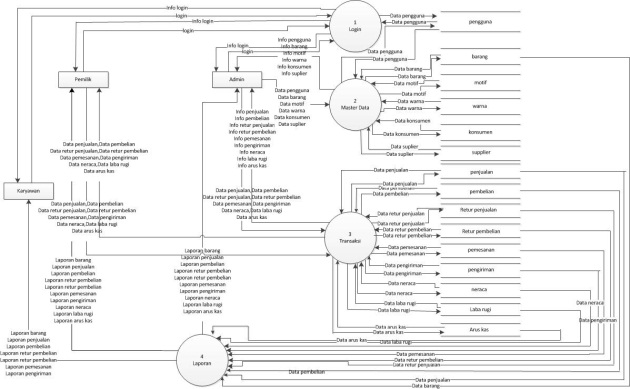 Info login
login
Info login
login
1
Login
Data pengguna
Data pengguna
pengguna
Info login
login
Info pengguna
Info barang
Info motif
Info warna
Info konsumen
Info suplier
Data pengguna
Data pengguna
Pemilik
Admin
Data pengguna
Data barang
Data motif
Data warna
Data konsumen
Data suplier
2
Master Data
Data barang
Data barang
barang
Data motif
Data motif
motif
Data warna
Data warna
warna
Data konsumen
Data konsumen
konsumen
Data suplier
Data suplier
supplier
Info penjualan
Info pembelian
Info retur penjualan
Info retur pembelian
Info pemesanan
Info pengiriman
Info neraca
Info laba rugi
Info arus kas
Data penjualan,Data pembelian
Data retur penjualan,Data retur pembelian
Data pemesanan,Data pengiriman
Data neraca,Data laba rugi
Data arus kas
Karyawan
Data penjualan,Data pembelian
Data retur penjualan,Data retur pembelian
Data pemesanan,Data pengiriman
Data neraca,Data laba rugi
Data arus kas
Data penjualan,Data pembelian
Data retur penjualan,Data retur pembelian
Data pemesanan,Data pengiriman
Data neraca,Data laba rugi
Data arus kas
3
Transaksi
Data penjualan
Data penjualan
penjualan
Data pembelian
Data pembelian
pembelian
Data retur penjualan
Data retur penjualan
Retur penjualan
Data retur pembelian
Data retur pembelian
Retur pembelian
Data pemesanan
Data pemesanan
pemesanan
Data pengiriman
Data pengiriman
pengiriman
Data neraca
Data neraca
neraca
Data laba rugi
Data laba rugi
Laba rugi
Data arus kas
Arus kas
Data neraca
Data pengiriman
Laporan barang
Laporan penjualan
Laporan pembelian
Laporan retur penjualan
Laporan retur pembelian
Laporan pemesanan
Laporan pengiriman
Laporan neraca
Laporan laba rugi
Laporan arus kas
Laporan barang
Laporan penjualan
Laporan pembelian
Laporan retur penjualan
Laporan retur pembelian
Laporan pemesanan
Laporan pengiriman
Laporan neraca
Laporan laba rugi
Laporan arus kas
Laporan barang
Laporan penjualan
Laporan pembelian
Laporan retur pembelian
Laporan retur penjualan
Laporan pemesanan
Laporan pengiriman
4
Laporan
Data arus kas
Data laba rugi
Data pemesanan
Data retur pembelian
Data retur penjualan
Data pembelian
Data penjualan
Data barang